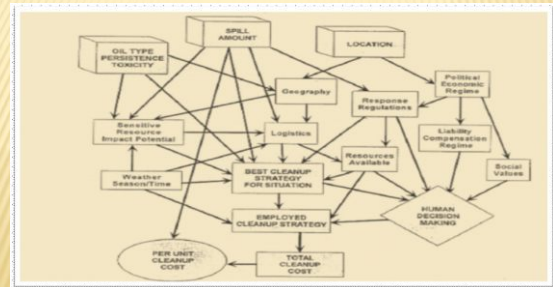 SPILL
AMOUNT
LOCATION
OIL TYPE
PERSISTENCE
TOXICITY
Geography
Political
Economic
Regime
Response
Regulations
Sensitive
Resource
Impact Potential
Logistics
Liability
Compensation
Regime
Resources
Available
Social
Values
Weather
Season/Time
BEST CLEANUP
STRATEGY
FOR SITUATION
EMPLOYED
CLEANUP STRATEGY
HUMAN
DECISION
MAKING
PER UNIT
CLEANUP
COST
TOTAL
CLEANUP
COST